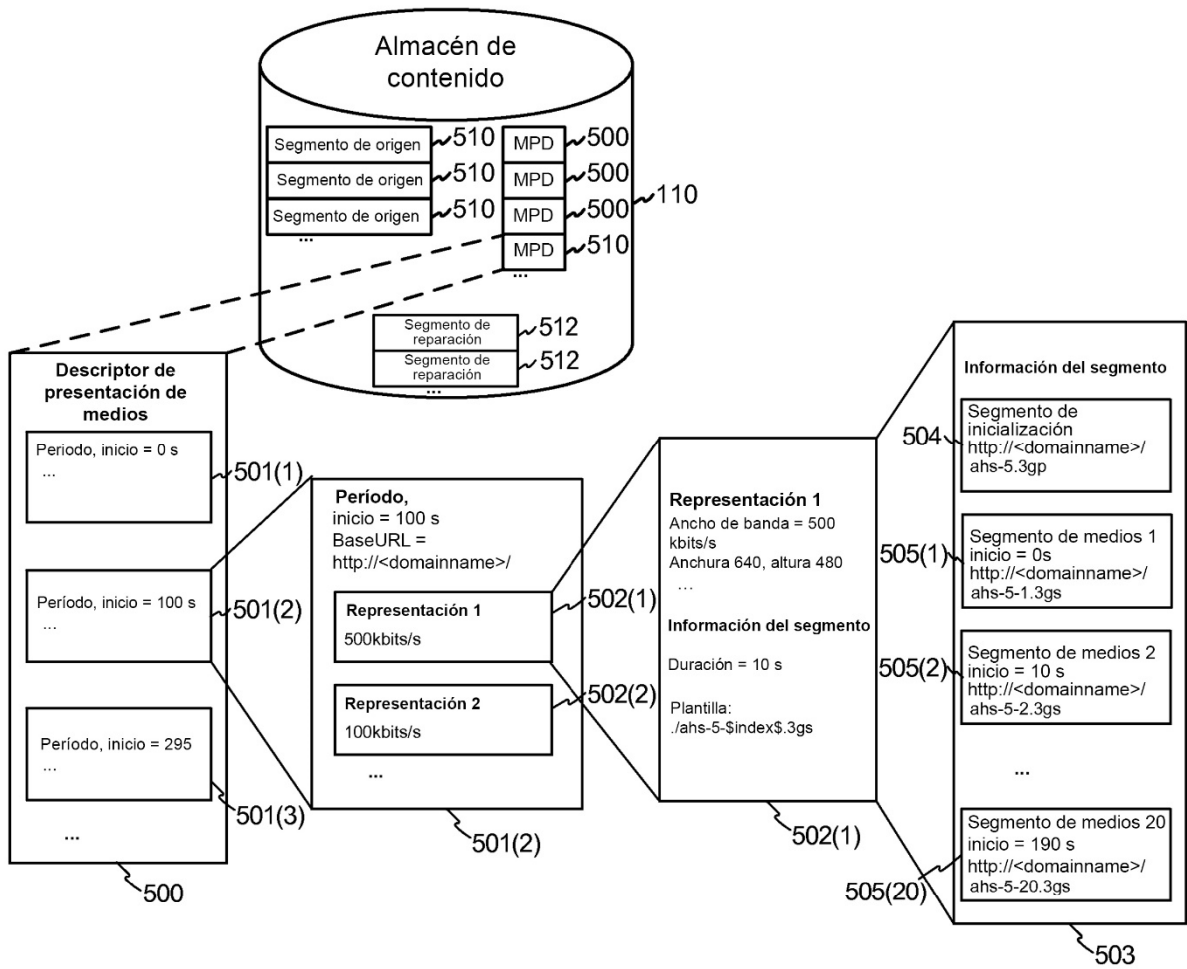 Almacén de
contenido
Segmento de origen 510
Segmento de origen 510
Segmento de origen 510
...
MPD 500
MPD 500
MPD 500
MPD 510
...
110
Segmento de
reparación
512
Segmento de
reparación
512
...
Descriptor de
presentación de
medios
Periodo, inicio = 0 s
...
501(1)
Período, inicio = 100 s
...
501(2)
Período, inicio = 295
...
501(3)
...
500
Período,
inicio = 100 s
BaseURL =
http://<domainname>/
Representación 1
500kbits/s
502(1)
Representación 2
100kbits/s
502(2)
...
501(2)
Representación 1
Ancho de banda = 500
kbits/s
Anchura 640, altura 480
...
Información del segmento
Duración = 10 s
Plantilla:
./ahs-5-$index$.3gs
502(1)
Información del segmento
504
Segmento de
inicialización
http://<domainname>/
ahs-5.3gp
505(1)
Segmento de medios 1
inicio = 0s
http://<domainname>/
ahs-5-1.3gs
505(2)
Segmento de medios 2
inicio = 10 s
http://<domainname>/
ahs-5-2.3gs
...
505(20)
Segmento de medios 20
inicio = 190 s
http://<domainname>/
ahs-5-20.3gs
503